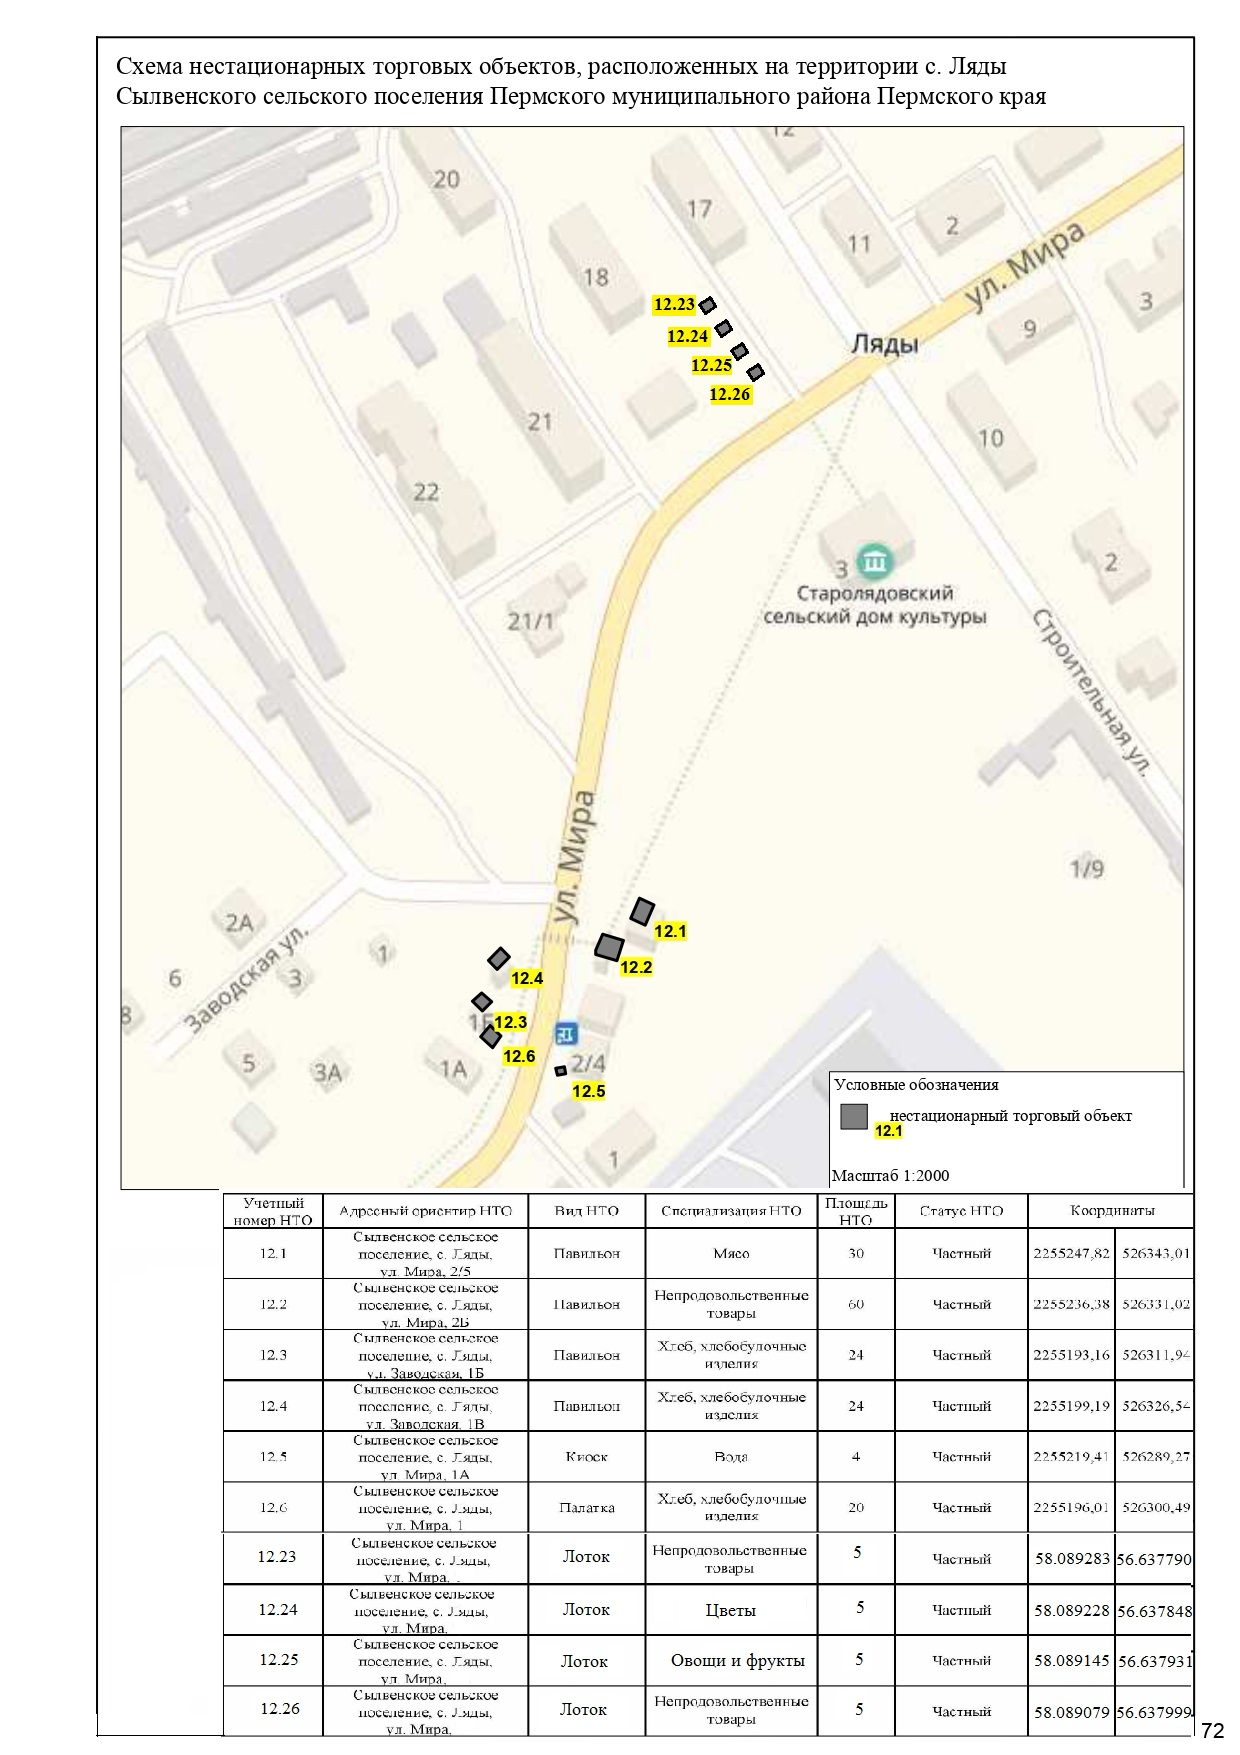 Схема нестационарных торговых объектов, расположенных на территории с. Ляды
Сылвенского сельского поселения Пермского муниципального района Пермского края
12
20
17
2
11
ул. Мира
18
3
12.23
12.24
9
Ляды
12.25
12.26
21
10
22
3
2
Старолядовский
сельский дом культуры
21/1
Строительная ул.
ул. Мира
1/9
2А
12.1
1
12.2
6
3
12.4
Заводская ул.
8
12.3
12.6
5
3А
1А
2/4
12.5
1
Условные обозначения
нестационарный торговый объект
12.1
Масштаб 1:2000
Учетный номер НТО Адресный ориентир НТО Вид НТО Специализация НТО Площадь НТО Статус НТО Координаты
12.1 Сылвенское сельское поселение, с. Ляды, ул. Мира, 2/5 Павильон Мясо 30 Частный 2255247,82 526343,01
12.2 Сылвенское сельское поселение, с. Ляды, ул. Мира, 2Б Павильон Непродовольственные товары 60 Частный 2255236,38 526331,02
12.3 Сылвенское сельское поселение, с. Ляды, ул. Заводская, 1Б Павильон Хлеб, хлебобулочные изделия 24 Частный 2255193,16 526311,94
12.4 Сылвенское сельское поселение, с. Ляды, ул. Заводская, 1В Павильон Хлеб, хлебобулочные изделия 24 Частный 2255199,19 526326,54
12.5 Сылвенское сельское поселение, с. Ляды, ул. Мира, 1А Киоск Вода 4 Частный 2255219,41 526289,27
12.6 Сылвенское сельское поселение, с. Ляды, ул. Мира, 1 Палатка Хлеб, хлебобулочные изделия 20 Частный 2255196,01 526300,49
12.23 Сылвенское сельское поселение, с. Ляды, ул. Мира, Лоток Непродовольственные товары 5 Частный 58.089283 56.637790
12.24 Сылвенское сельское поселение, с. Ляды, ул. Мира, Лоток Цветы 5 Частный 58.089228 56.637848
12.25 Сылвенское сельское поселение, с. Ляды, ул. Мира, Лоток Овощи и фрукты 5 Частный 58.089145 56.637931
12.26 Сылвенское сельское поселение, с. Ляды, ул. Мира, Лоток Непродовольственные товары 5 Частный 58.089079 56.637999
72